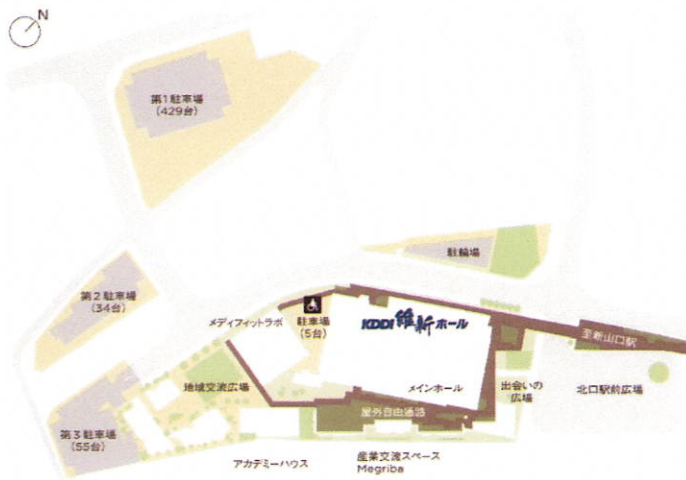 N
第1駐車場
(429台)
駐輪場
第2駐車場
(34台)
メディフィットラボ
駐車場
(5台)
KDDI 維新ホール
至新山口駅
地域交流広場
メインホール
出会いの
広場
北口駅前広場
屋外自由通路
第3駐車場
(55台)
アカデミーハウス
産業交流スペース
Megriba